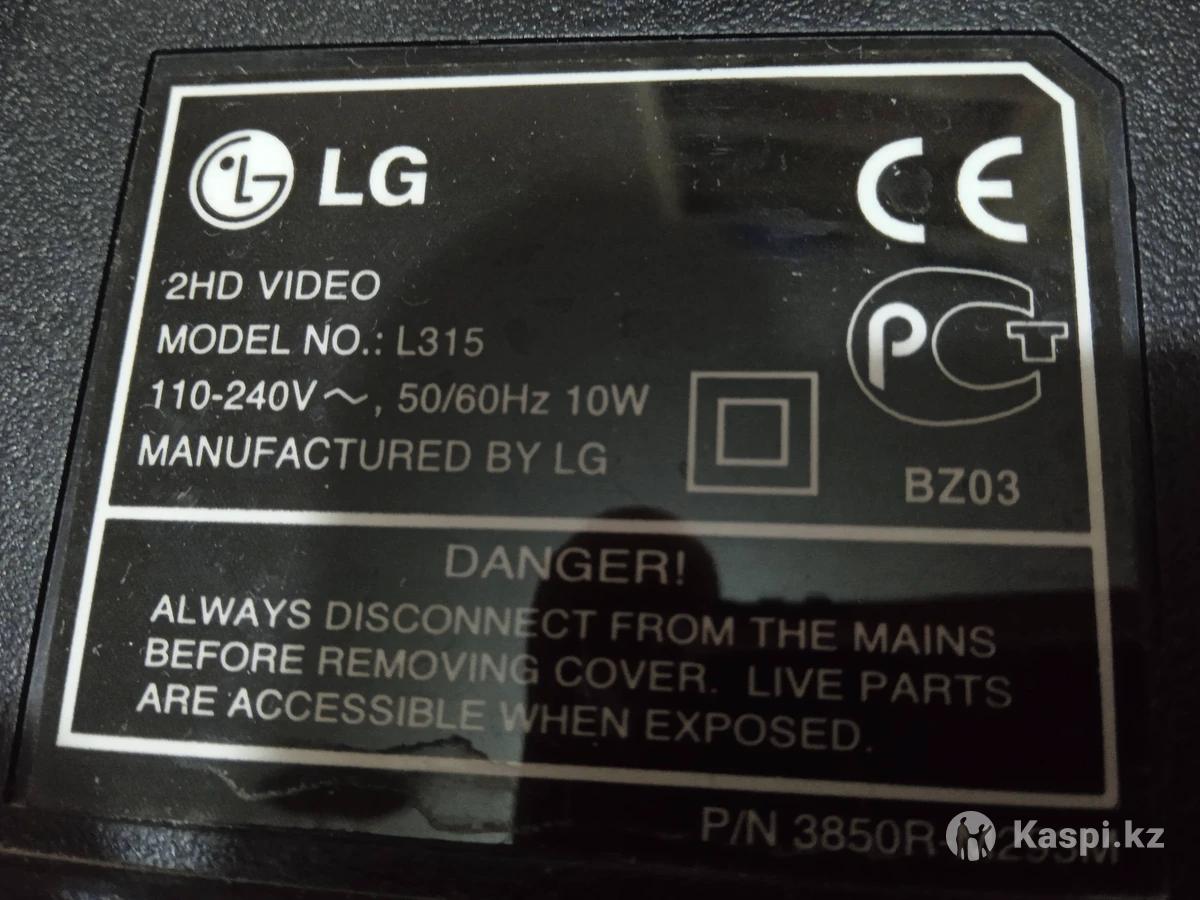 LG
CE
2HD VIDEO
MODEL NO.: L315
110-240V～, 50/60Hz 10W
MANUFACTURED BY LG
PCT
BZ03
DANGER!
ALWAYS DISCONNECT FROM THE MAINS
BEFORE REMOVING COVER. LIVE PARTS
ARE ACCESSIBLE WHEN EXPOSED.
P/N
Kaspi.kz